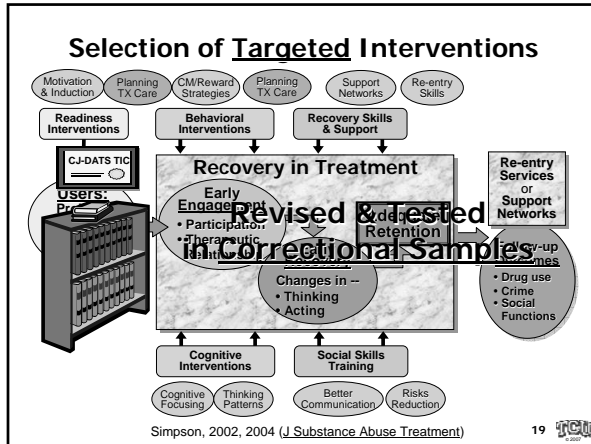 Selection of Targeted Interventions
Motivation & Induction
Planning TX Care
CM/Reward Strategies
Planning TX Care
Support Networks
Re-entry Skills
Readiness Interventions
Behavioral Interventions
Recovery Skills & Support
CJ-DATS TIC
Users:
Recovery in Treatment
Early Engagement
• Participation
• Therapeutic
Revised & Tested
in Correctional Samples
Retention
Changes in --
• Thinking
• Acting
Re-entry Services
or
Support Networks
• Drug use
• Crime
• Social Functions
Cognitive Interventions
Social Skills Training
Cognitive Focusing
Thinking Patterns
Better Communication
Risks Reduction
Simpson, 2002, 2004 (J Substance Abuse Treatment)
19
TCU
© 2007